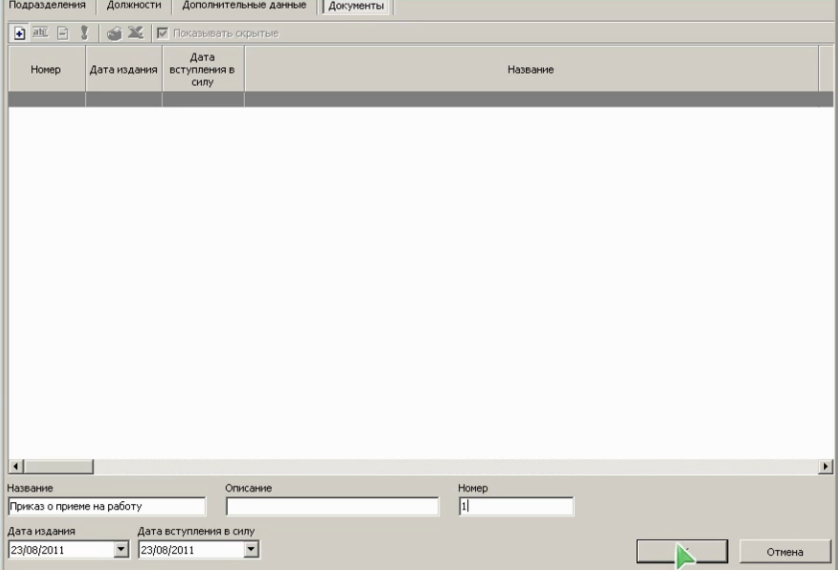 Подразделения Должности Дополнительные данные Документы
abl Показывать скрытые
Номер Дата издания Дата вступления в силу Название
Название Описание Номер
Приказ о приеме на работу 1
Дата издания Дата вступления в силу
23/08/2011 23/08/2011 Отмена